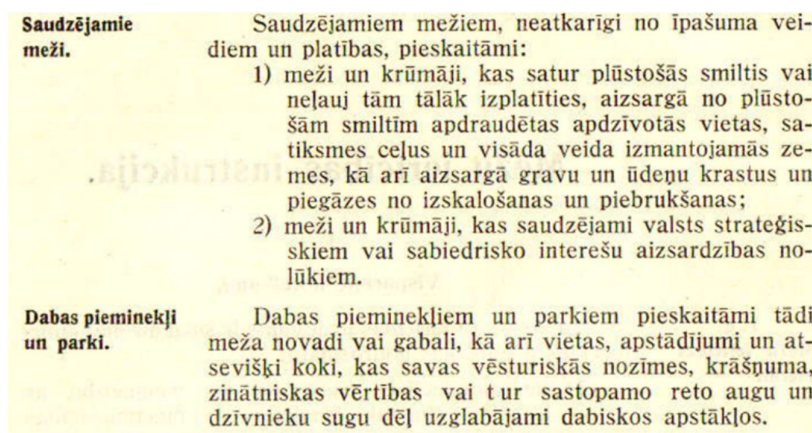 Saudzējamie
meži.
Saudzējamiem mežiem, neatkarīgi no īpašuma vei-
diem un platības, pieskaitāmi:
1) meži un krūmāji, kas satur plūstošās smiltis vai
neļauj tām tālāk izplatīties, aizsargā no plūsto-
šām smiltīm apdraudētas apdzīvotās vietas, sa-
tiksmes ceļus un visāda veida izmantojamās ze-
mes, kā arī aizsargā gravu un ūdeņu krastus un
piegāzes no izskalošanas un piebrukšanas;
2) meži un krūmāji, kas saudzējami valsts stratēģis-
skiem vai sabiedrisko interešu aizsardzības no-
lūkiem.
Dabas pieminekļi
un parki.
Dabas pieminekļiem un parkiem pieskaitāmi tādi
meža novadi vai gabali, kā arī vietas, apstādījumi un at-
sevišķi koki, kas savas vēsturiskās nozīmes, krāšņuma,
zinātniskas vērtības vai tur sastopamo reto augu un
dzīvnieku sugu dēļ uzglabājami dabiskos apstākļos.